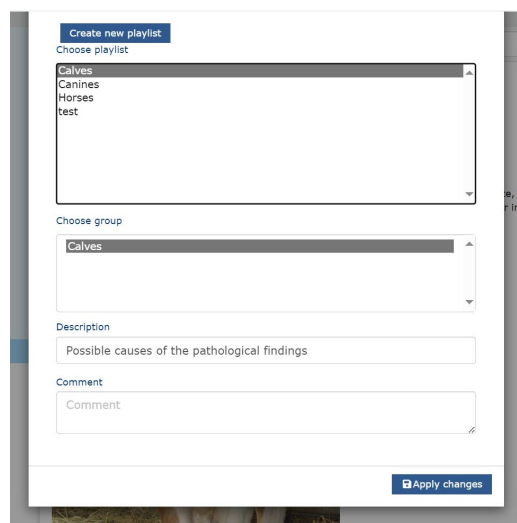 Create new playlist
Choose playlist
Calves
Canines
Horses
test
Choose group
Calves
Description
Possible causes of the pathological findings
Comment
Comment
Apply changes